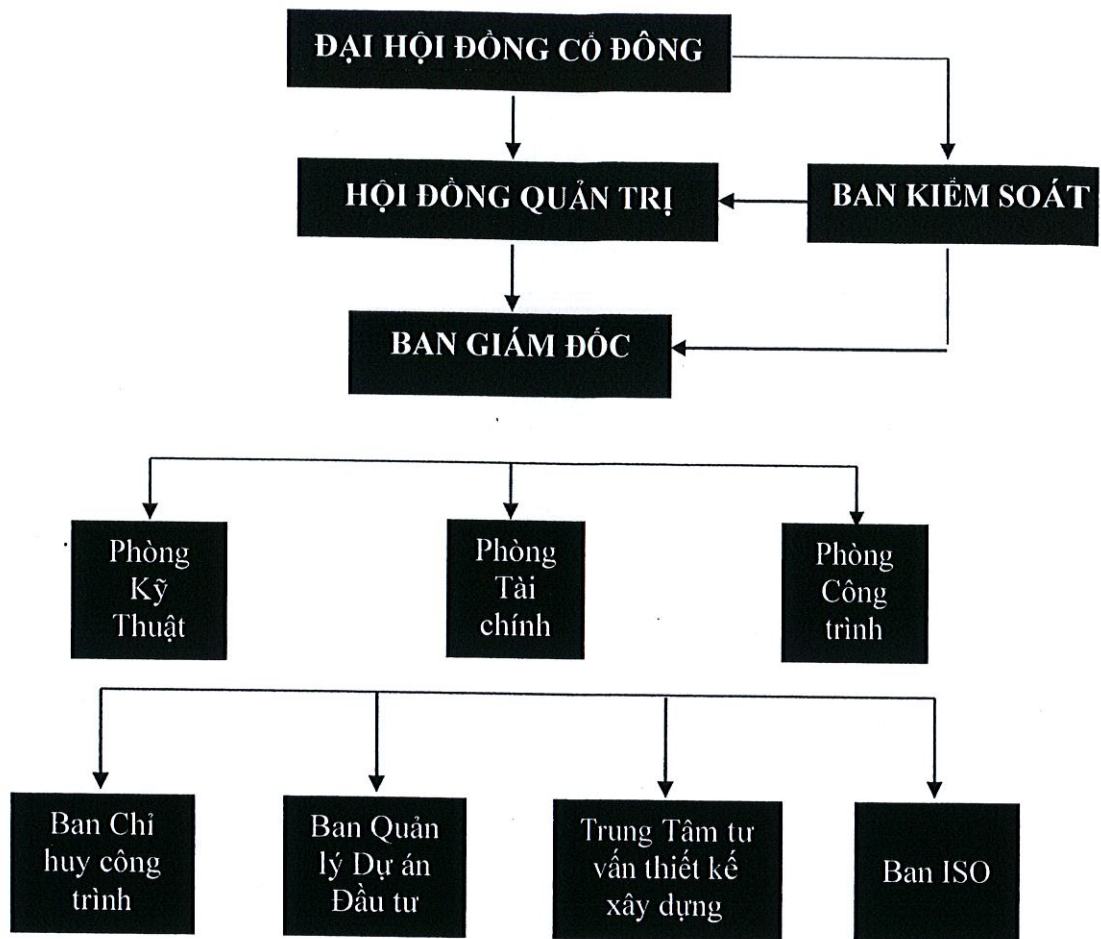 ĐẠI HỘI ĐỒNG CỔ ĐÔNG
HỘI ĐỒNG QUẢN TRỊ
BAN KIỂM SOÁT
BAN GIÁM ĐỐC
Phòng
Kỹ
Thuật
Phòng
Tài
chính
Phòng
Công
trình
Ban Chỉ
huy công
trình
Ban Quản
lý Dự án
Đầu tư
Trung Tâm tư
vấn thiết kế
xây dựng
Ban ISO